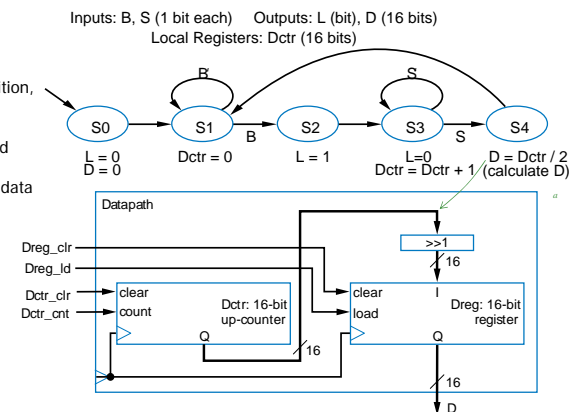 Inputs: B, S (1 bit each) Outputs: L (bit), D (16 bits)
Local Registers: Dctr (16 bits)
ition,
B′
S′
S0
S1
S2
S3
S4
B
S
L = 0
D = 0
Dctr = 0
L = 1
L=0
Dctr = Dctr + 1
D = Dctr / 2
(calculate D)
d
data
a
Datapath
Dreg_clr
Dreg_ld
Dctr_clr
Dctr_cnt
>>1
16
clear
count
Dctr: 16-bit
up-counter
Q
16
clear
load
I
Dreg: 16-bit
register
Q
16
D